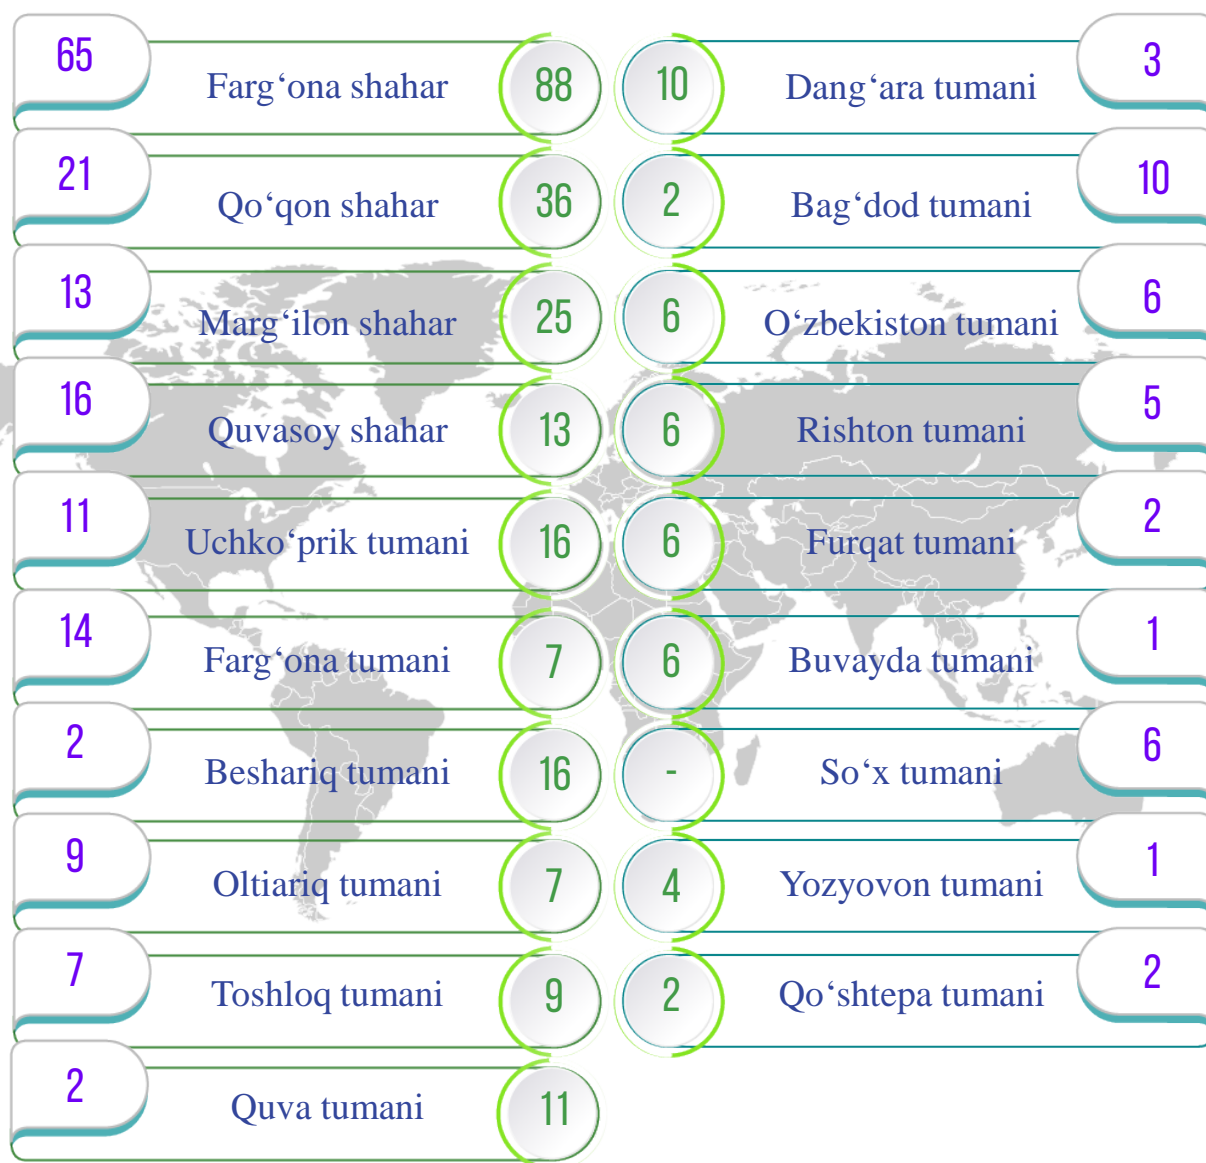 65 Farg‘ona shahar 88
21 Qo‘qon shahar 36
13 Marg‘ilon shahar 25
16 Quvasoy shahar 13
11 Uchko‘prik tumani 16
14 Farg‘ona tumani 7
2 Beshariq tumani 16
9 Oltiariq tumani 7
7 Toshloq tumani 9
2 Quva tumani 11
10 Dang‘ara tumani 3
2 Bag‘dod tumani 10
6 O‘zbekiston tumani 6
6 Rishton tumani 5
6 Furqat tumani 2
6 Buvayda tumani 1
- So‘x tumani 6
4 Yozyovon tumani 1
2 Qo‘shtepa tumani 2